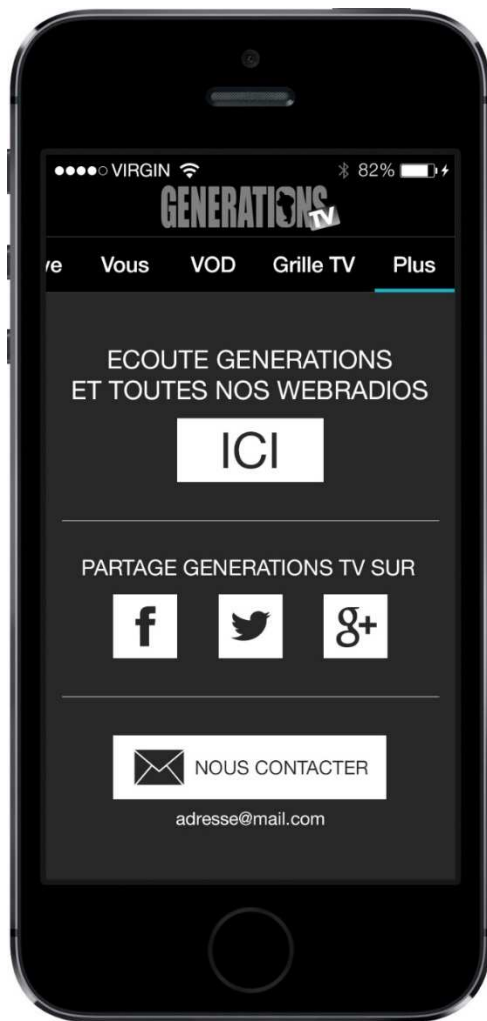 VIRGIN 82%
GENERATIONS TV
ve Vous VOD Grille TV Plus
ECOUTE GENERATIONS
ET TOUTES NOS WEBRADIOS
ICI
PARTAGE GENERATIONS TV SUR
f g+
NOUS CONTACTER
adresse@mail.com